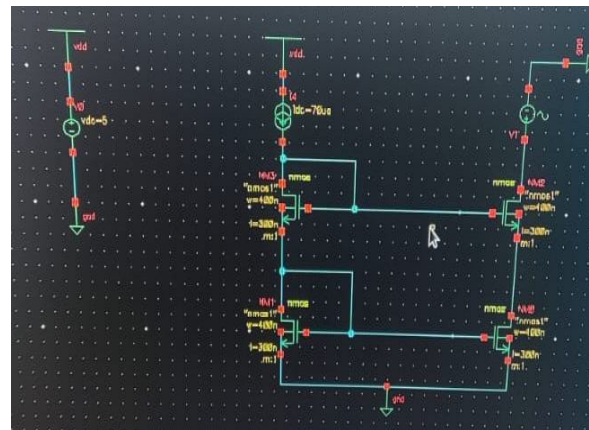 vdd
V0
vdc=5
gnd
vdd
I4
idc=70u
NM3
nmos
"nmos1"
w=400n
l=300n
m:1
NM1
nmos
"nmos1"
w=400n
l=300n
m:1
gnd
gnd
V1
nmos
NM2
"nmos1"
w=400n
l=300n
m:1
nmos
"nmos1"
w=400n
l=300n
m:1